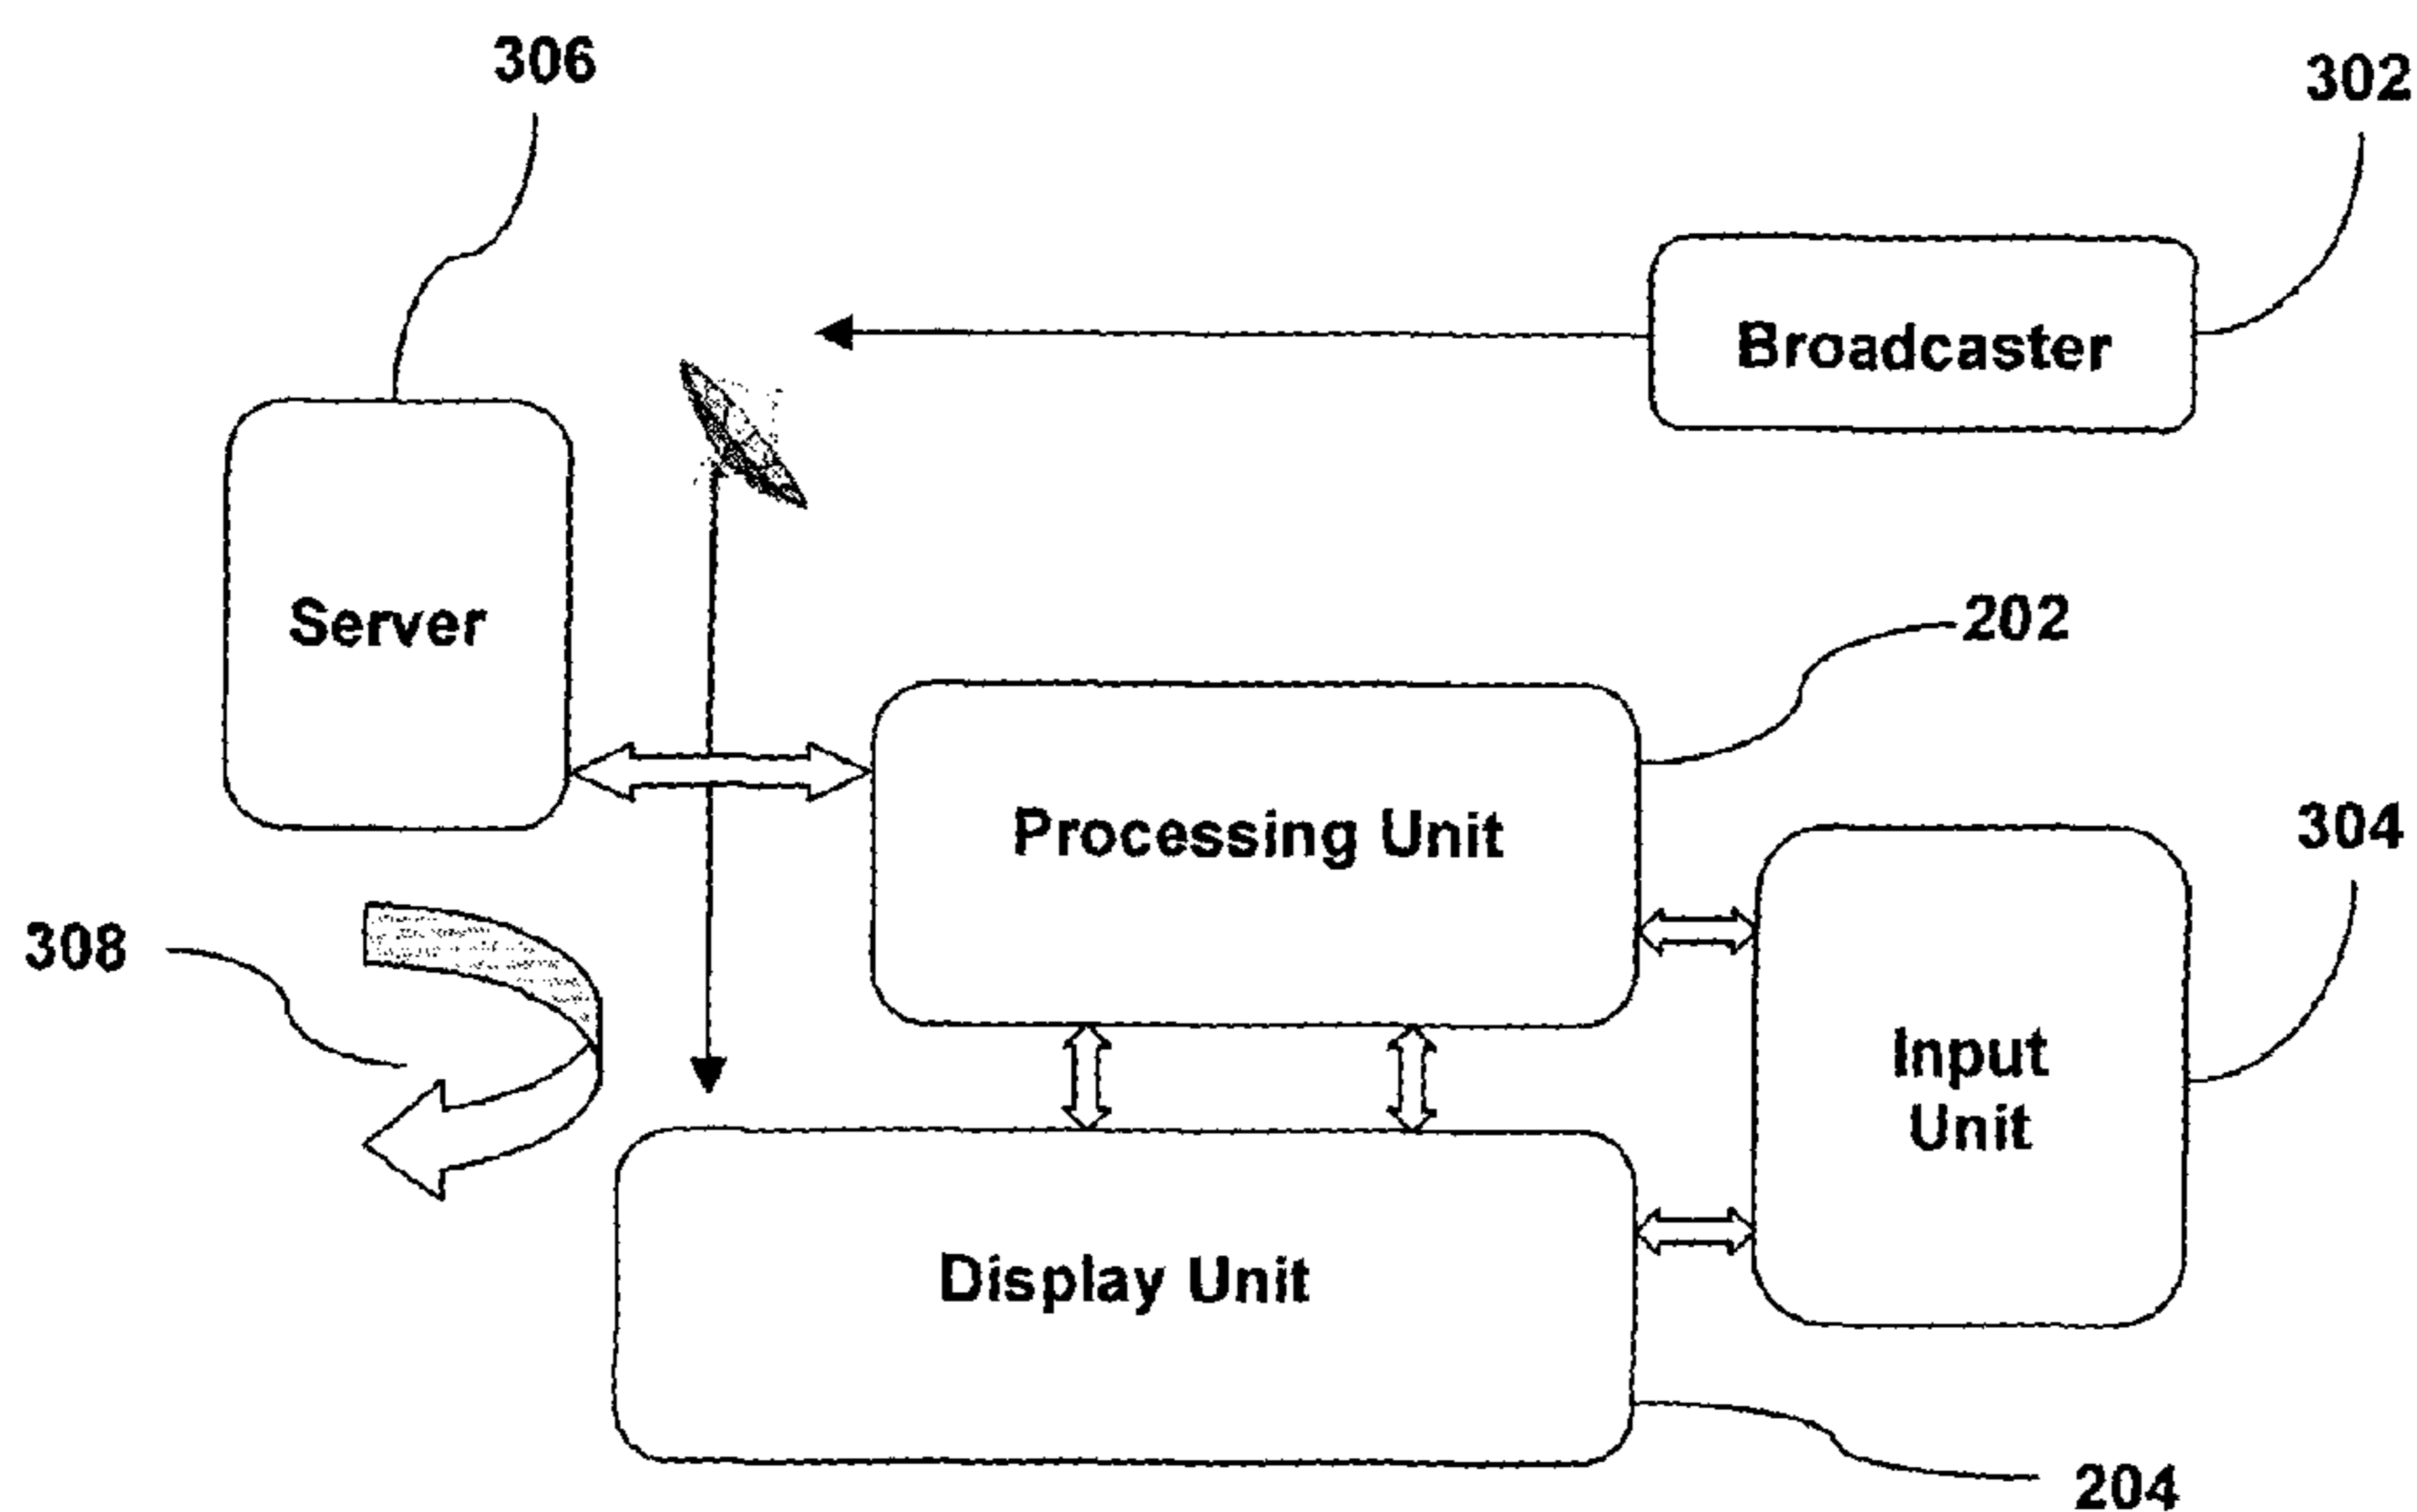 306
302
Broadcaster
Server
202
Processing Unit
304
308
Input
Unit
Display Unit
204